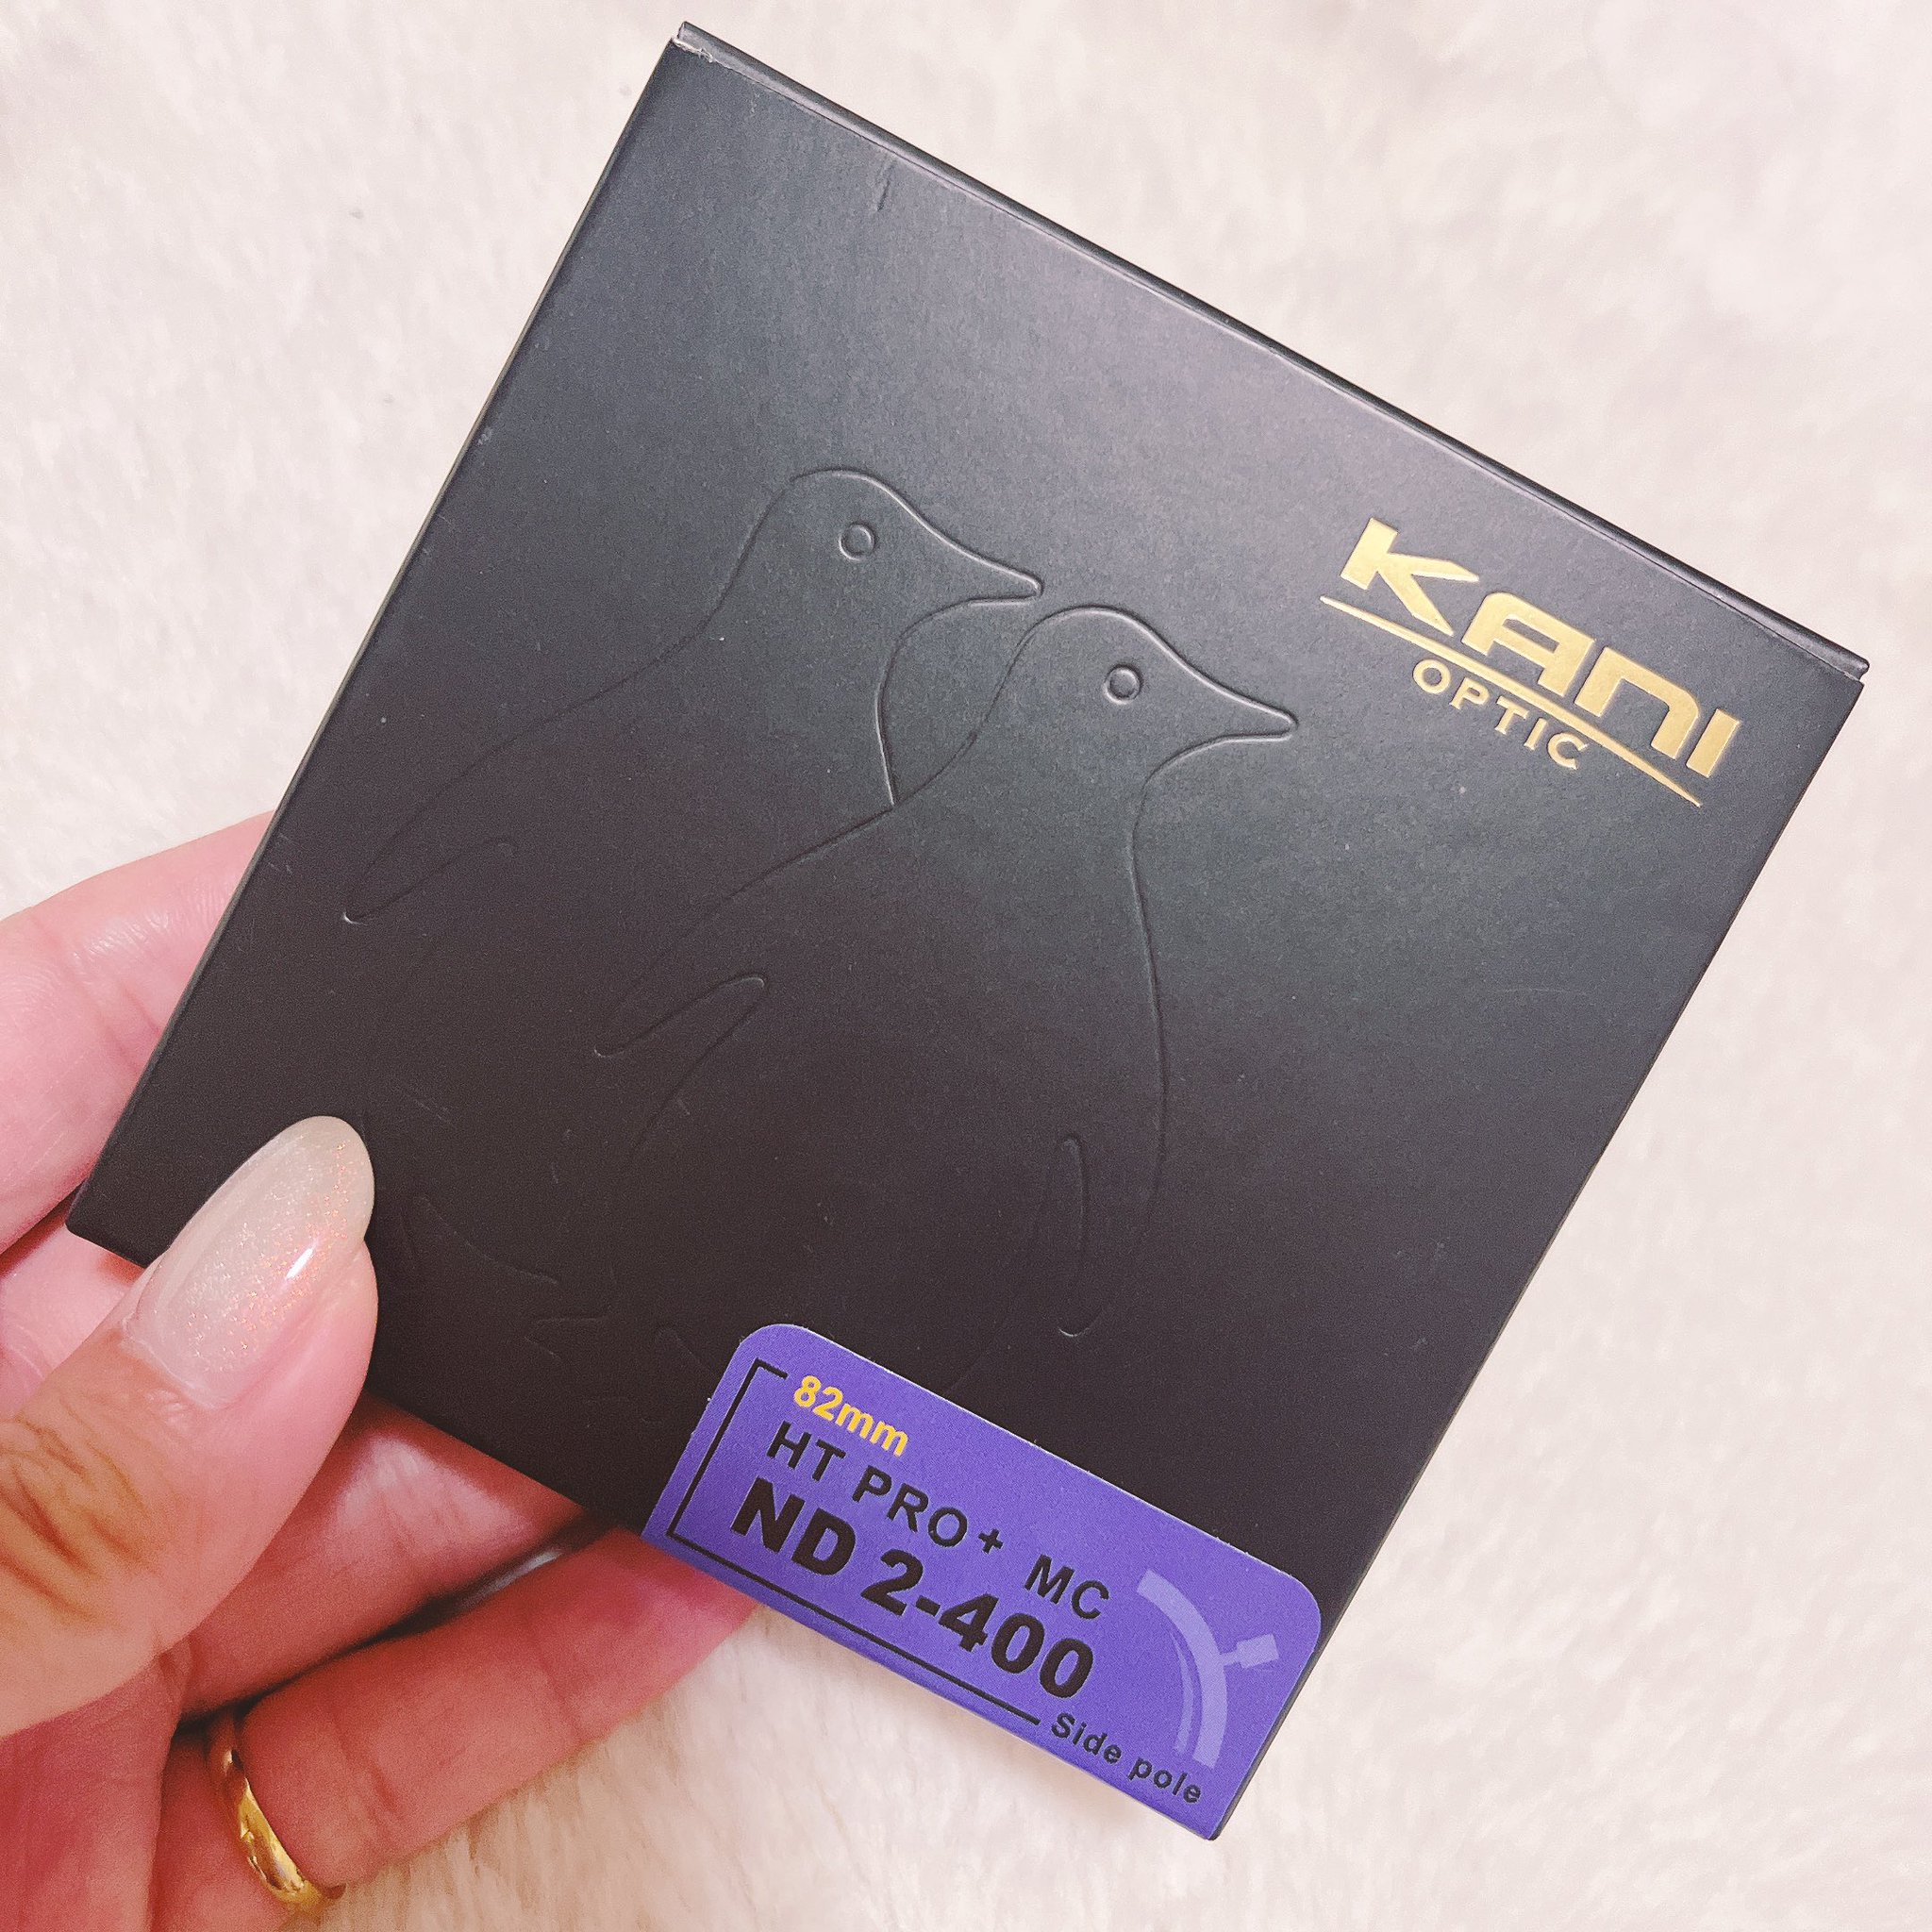 KANI
OPTIC
82mm
HT PRO+ MC
ND 2-400
Side pole